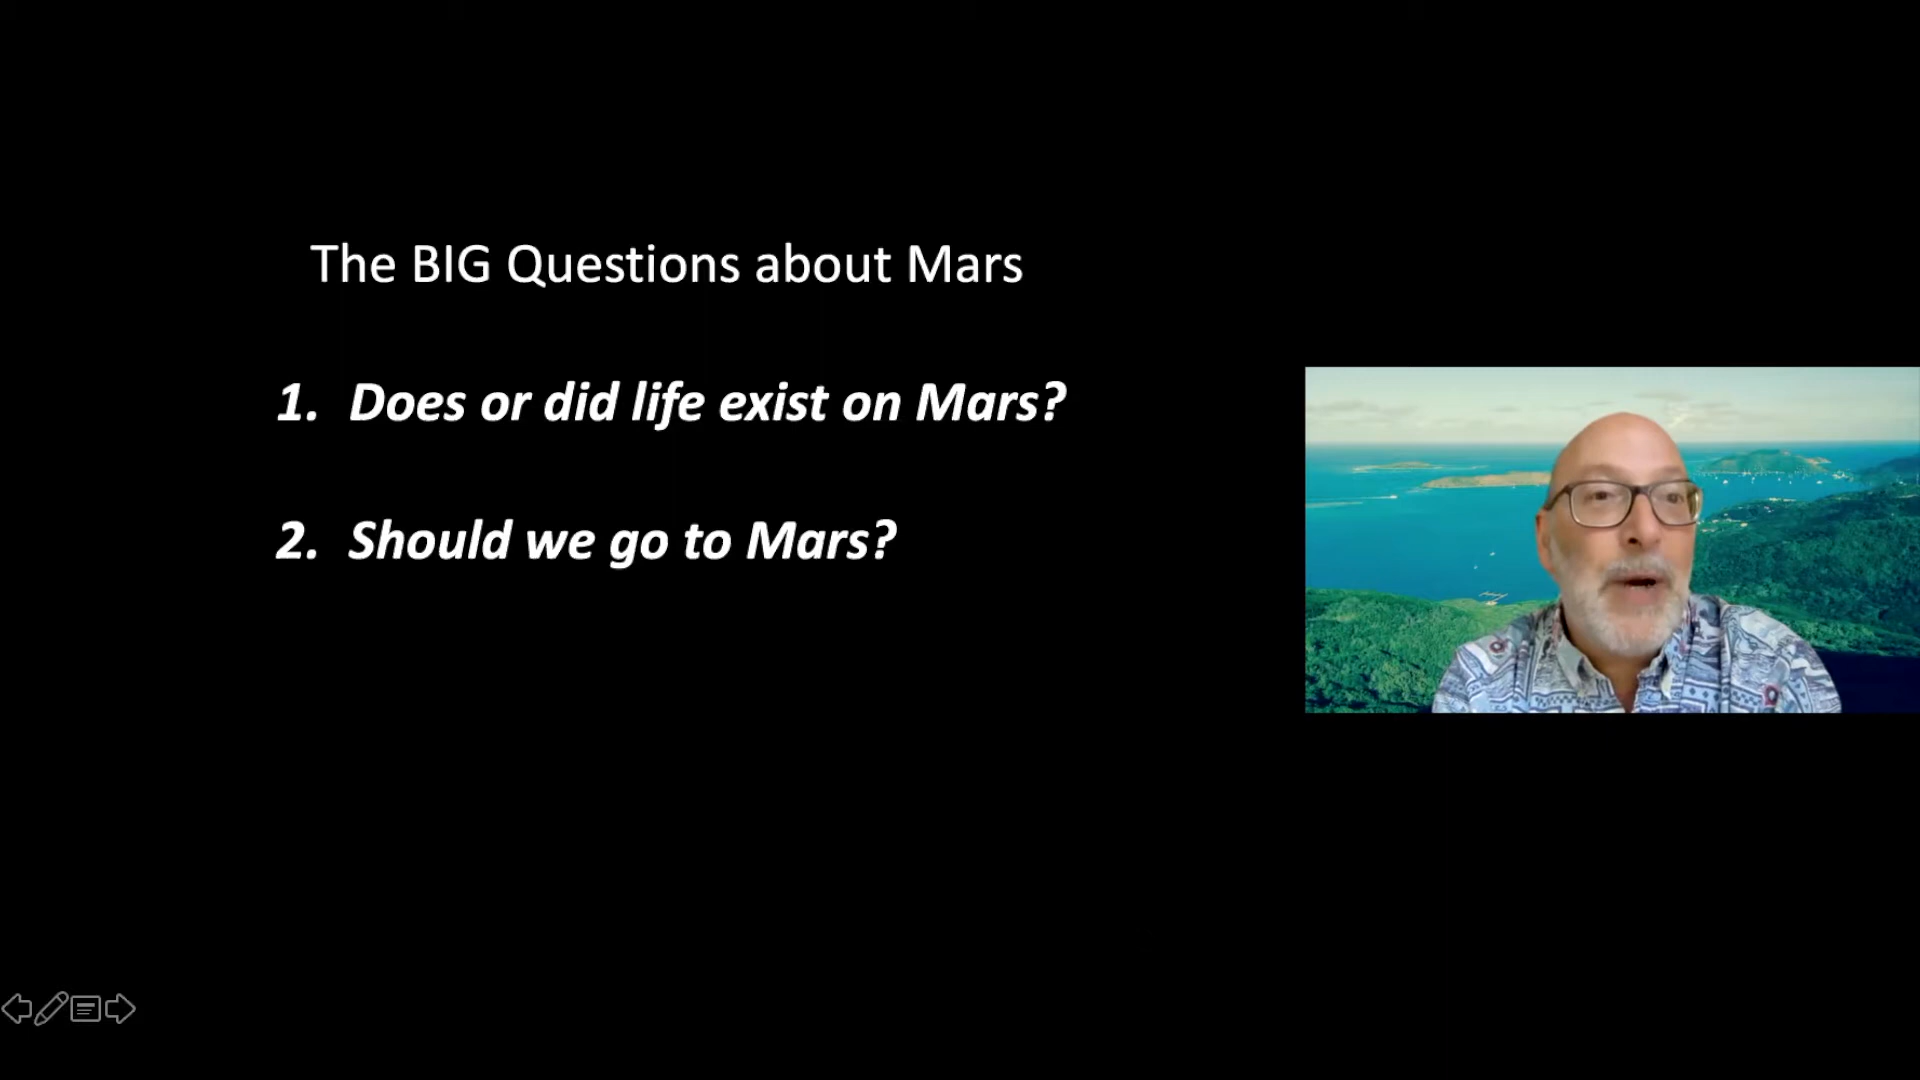 The BIG Questions about Mars
1. Does or did life exist on Mars?
2. Should we go to Mars?